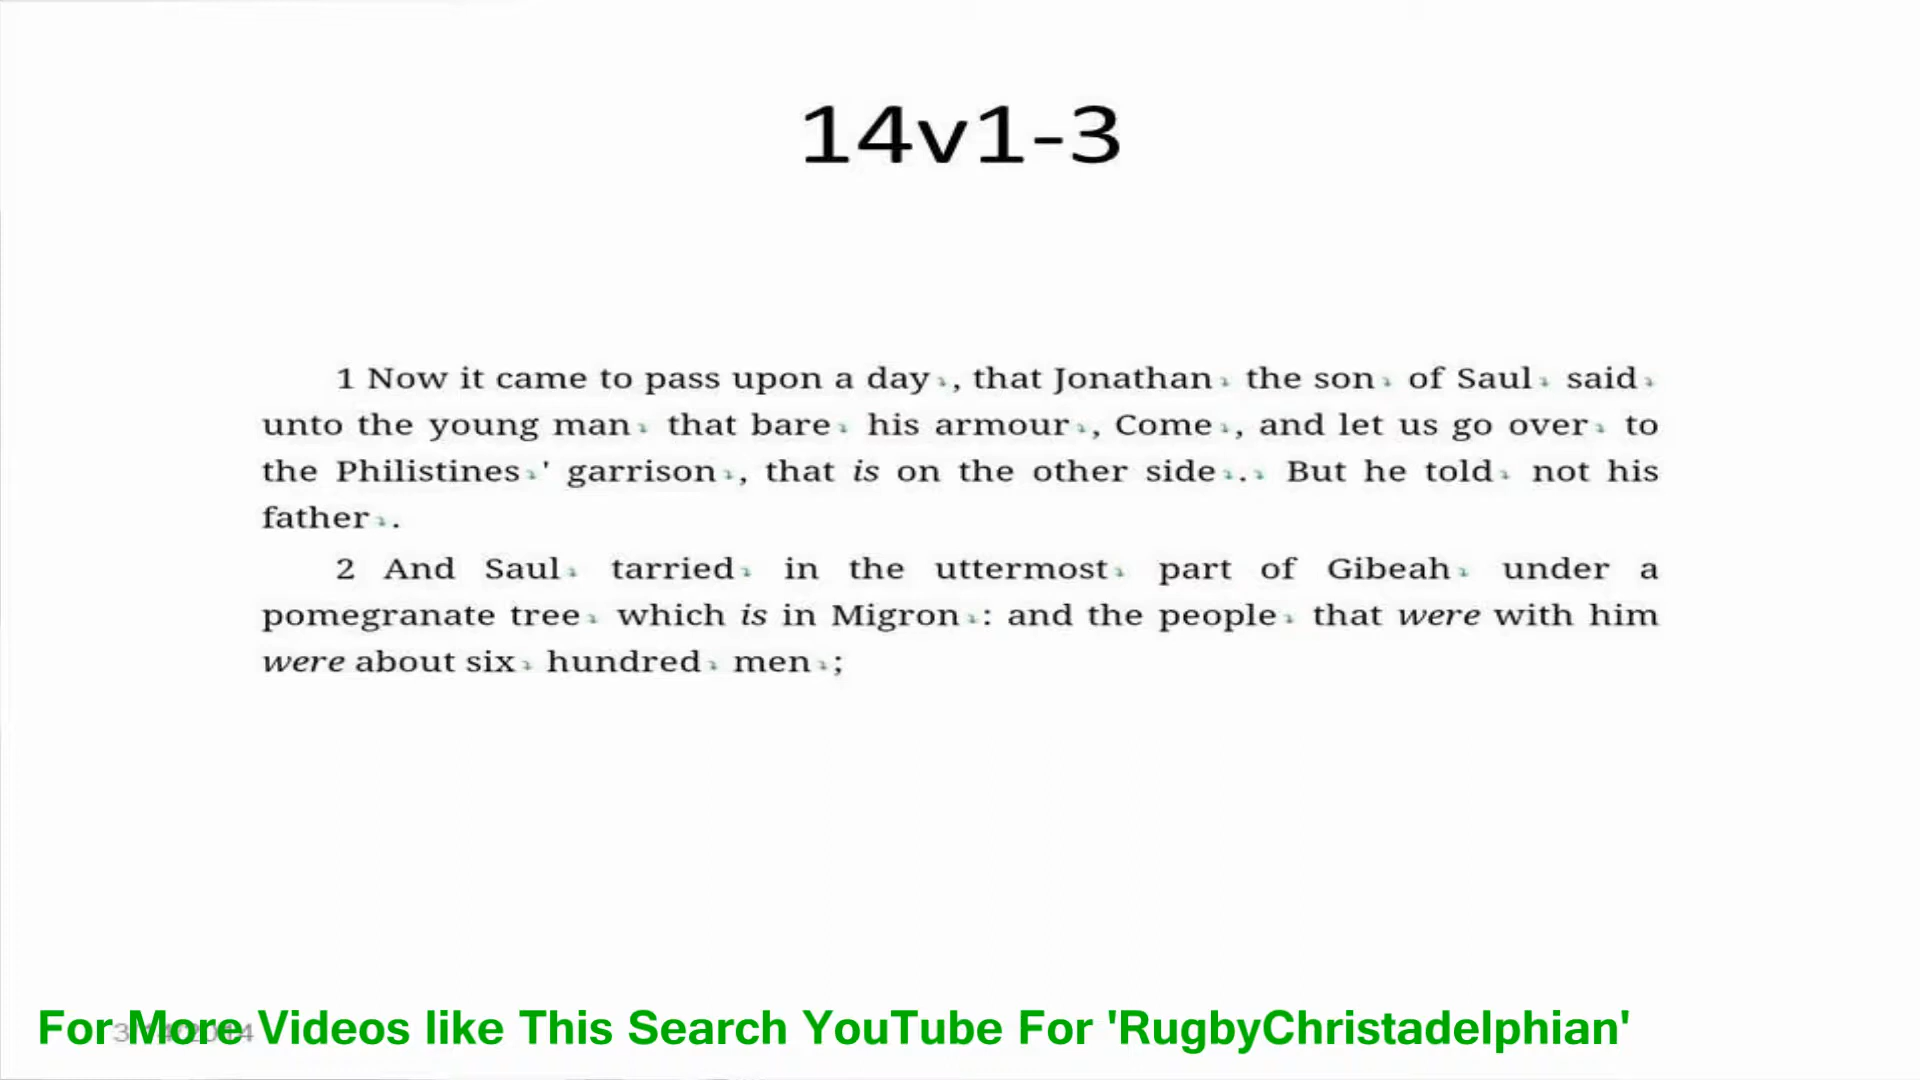 14v1-3
1 Now it came to pass upon a day, that Jonathan the son of Saul said
unto the young man that bare his armour, Come, and let us go over to
the Philistines' garrison, that is on the other side.. But he told not his
father.
2 And Saul tarried in the uttermost part of Gibeah under a
pomegranate tree which is in Migron: and the people that were with him
were about six hundred men;
For More Videos like This Search YouTube For 'RugbyChristadelphian'